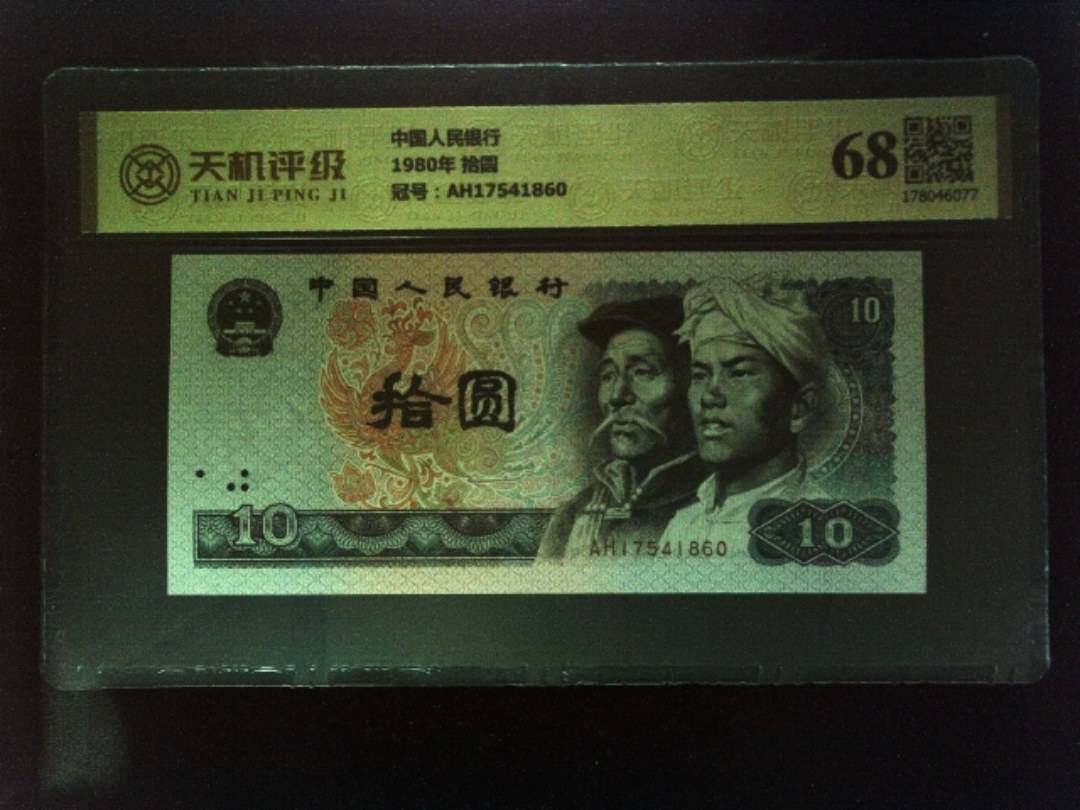 天机评级
TIAN JI PING JI
中国人民银行
1980年 拾圆
冠号：AH17541860
68
178046077
中国人民银行
10
拾圆
10
AH17541860
10